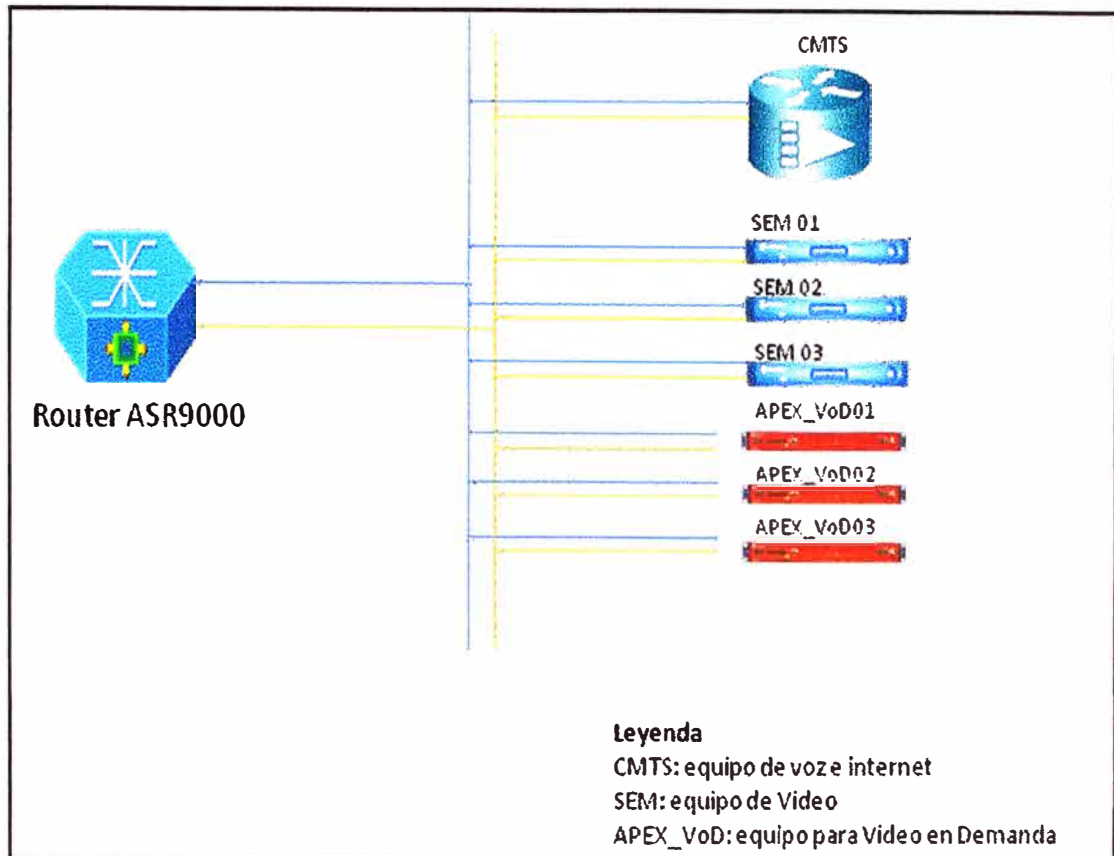 CMTS
SEM 01
SEM 02
SEM 03
APEX_VoD01
APEX_VoD02
APEX_VoD03
Router ASR9000
Leyenda
CMTS: equipo de voz e internet
SEM: equipo de Video
APEX_VoD: equipo para Video en Demanda